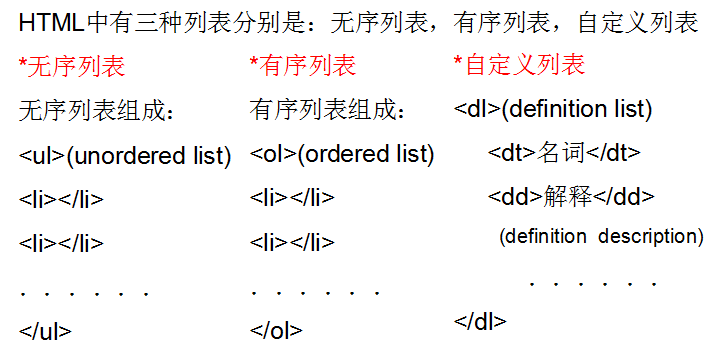 HTML中有三种列表分别是：无序列表，有序列表，自定义列表
*无序列表
无序列表组成：
<ul>(unordered list)
<li></li>
<li></li>
. . . . . .
</ul>
*有序列表
有序列表组成：
<ol>(ordered list)
<li></li>
<li></li>
. . . . . .
</ol>
*自定义列表
<dl>(definition list)
<dt>名词</dt>
<dd>解释</dd>
(definition description)
. . . . . .
</dl>